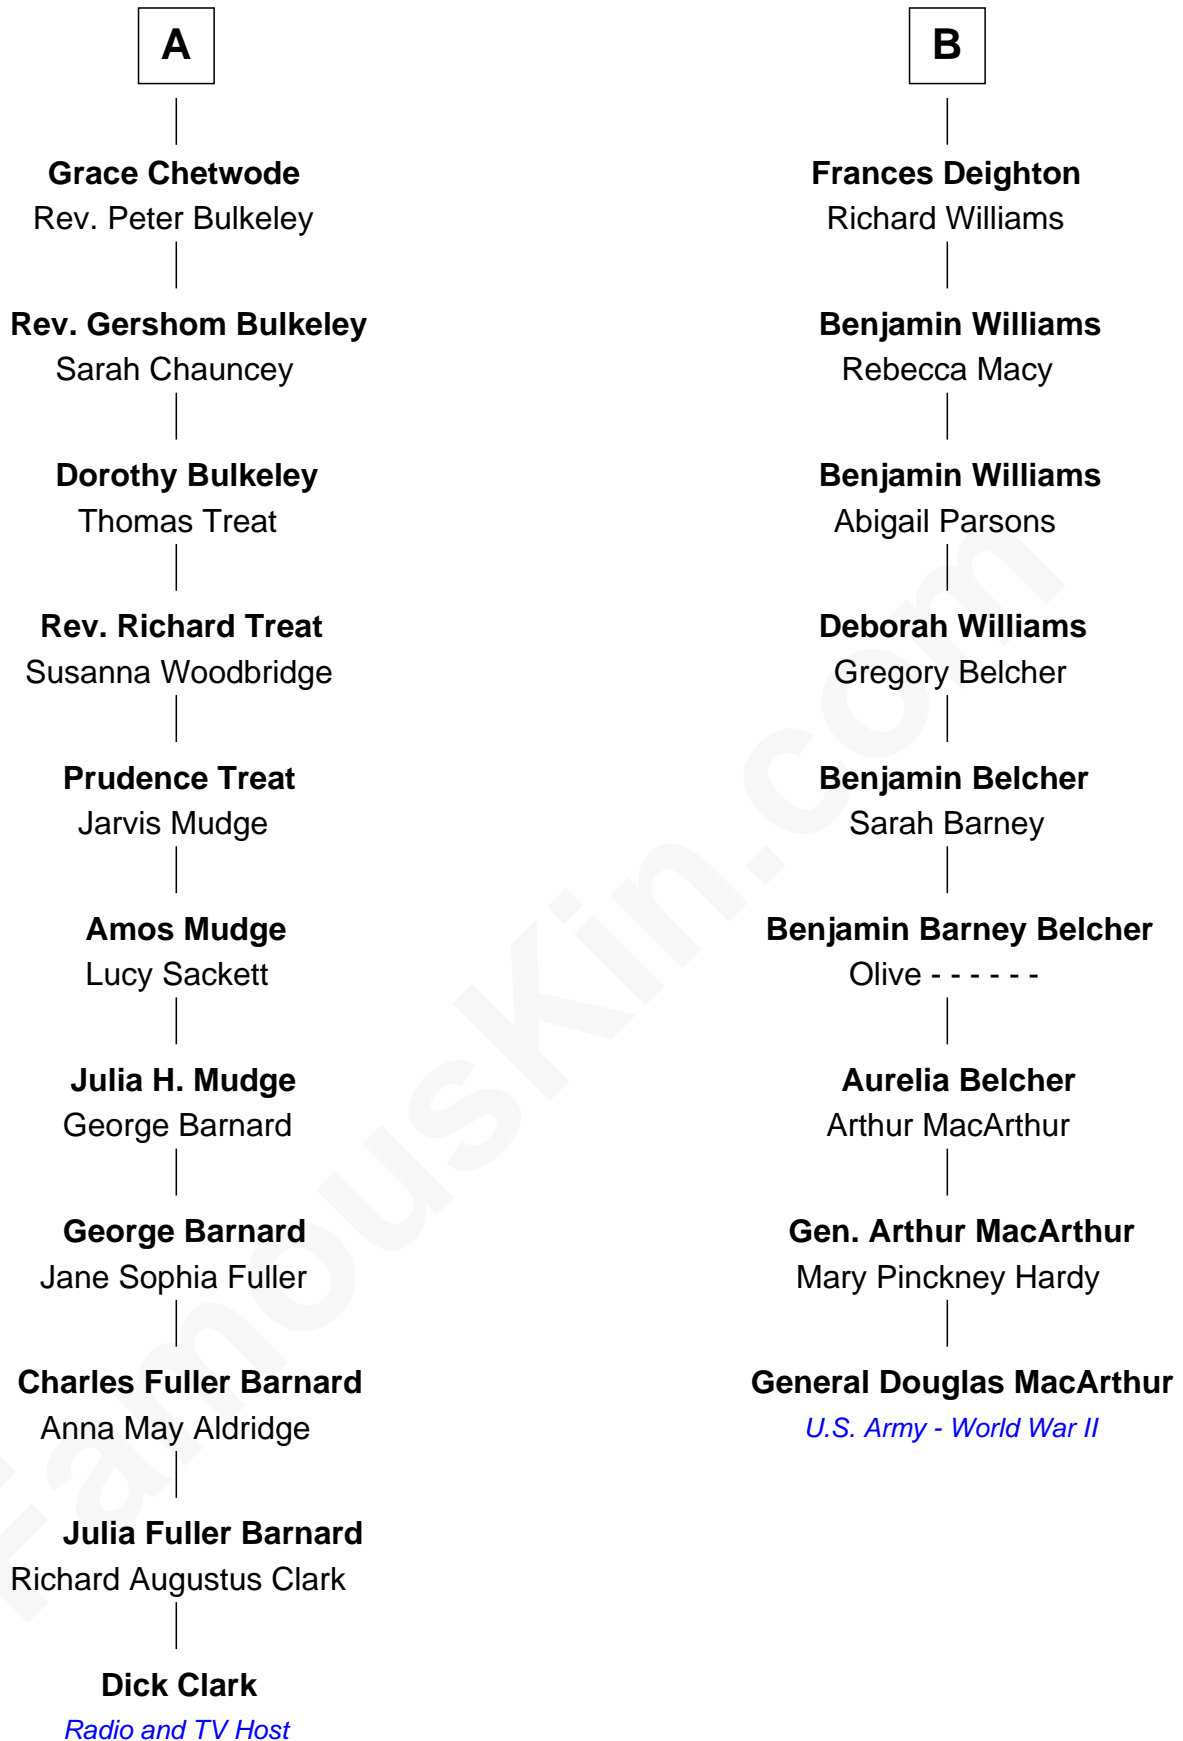 A
Grace Chetwode
Rev. Peter Bulkeley
Rev. Gershom Bulkeley
Sarah Chauncey
Dorothy Bulkeley
Thomas Treat
Rev. Richard Treat
Susanna Woodbridge
Prudence Treat
Jarvis Mudge
Amos Mudge
Lucy Sackett
Julia H. Mudge
George Barnard
George Barnard
Jane Sophia Fuller
Charles Fuller Barnard
Anna May Aldridge
Julia Fuller Barnard
Richard Augustus Clark
Dick Clark
Radio and TV Host
B
Frances Deighton
Richard Williams
Benjamin Williams
Rebecca Macy
Benjamin Williams
Abigail Parsons
Deborah Williams
Gregory Belcher
Benjamin Belcher
Sarah Barney
Benjamin Barney Belcher
Olive - - - - - -
Aurelia Belcher
Arthur MacArthur
Gen. Arthur MacArthur
Mary Pinckney Hardy
General Douglas MacArthur
U.S. Army - World War II
FamousKin.com